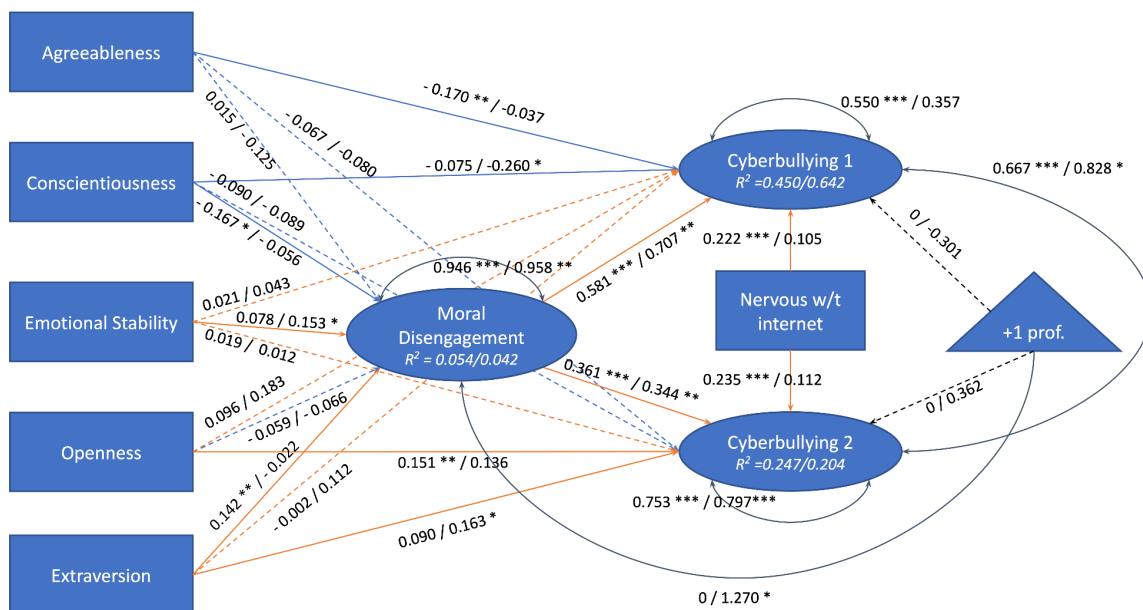 Agreeableness
- 0.170 ** / -0.037
0.550 *** / 0.357
0.015 / - 0.125
- 0.067 / -0.080
Conscientiousness
- 0.075 / -0.260 *
Cyberbullying 1
R² =0.450/0.642
0.667 *** / 0.828 *
- 0.090 / -0.089
- 0.167 * / -0.056
0.946 *** / 0.958 **
0.581 *** / 0.707 **
0.222 *** / 0.105
0 / -0.301
Emotional Stability
0.021 / 0.043
0.078 / 0.153 *
0.019 / 0.012
Moral
Disengagement
R² = 0.054/0.042
Nervous w/t
internet
+1 prof.
0.361 *** / 0.344 **
0.235 *** / 0.112
0 / 0.362
Openness
0.096 / 0.183
- 0.059 / - 0.066
0.151 ** / 0.136
Cyberbullying 2
R² =0.247/0.204
0.142 ** / - 0.022
- 0.002 / 0.112
0.753 *** / 0.797***
0.090 / 0.163 *
Extraversion
0 / 1.270 *